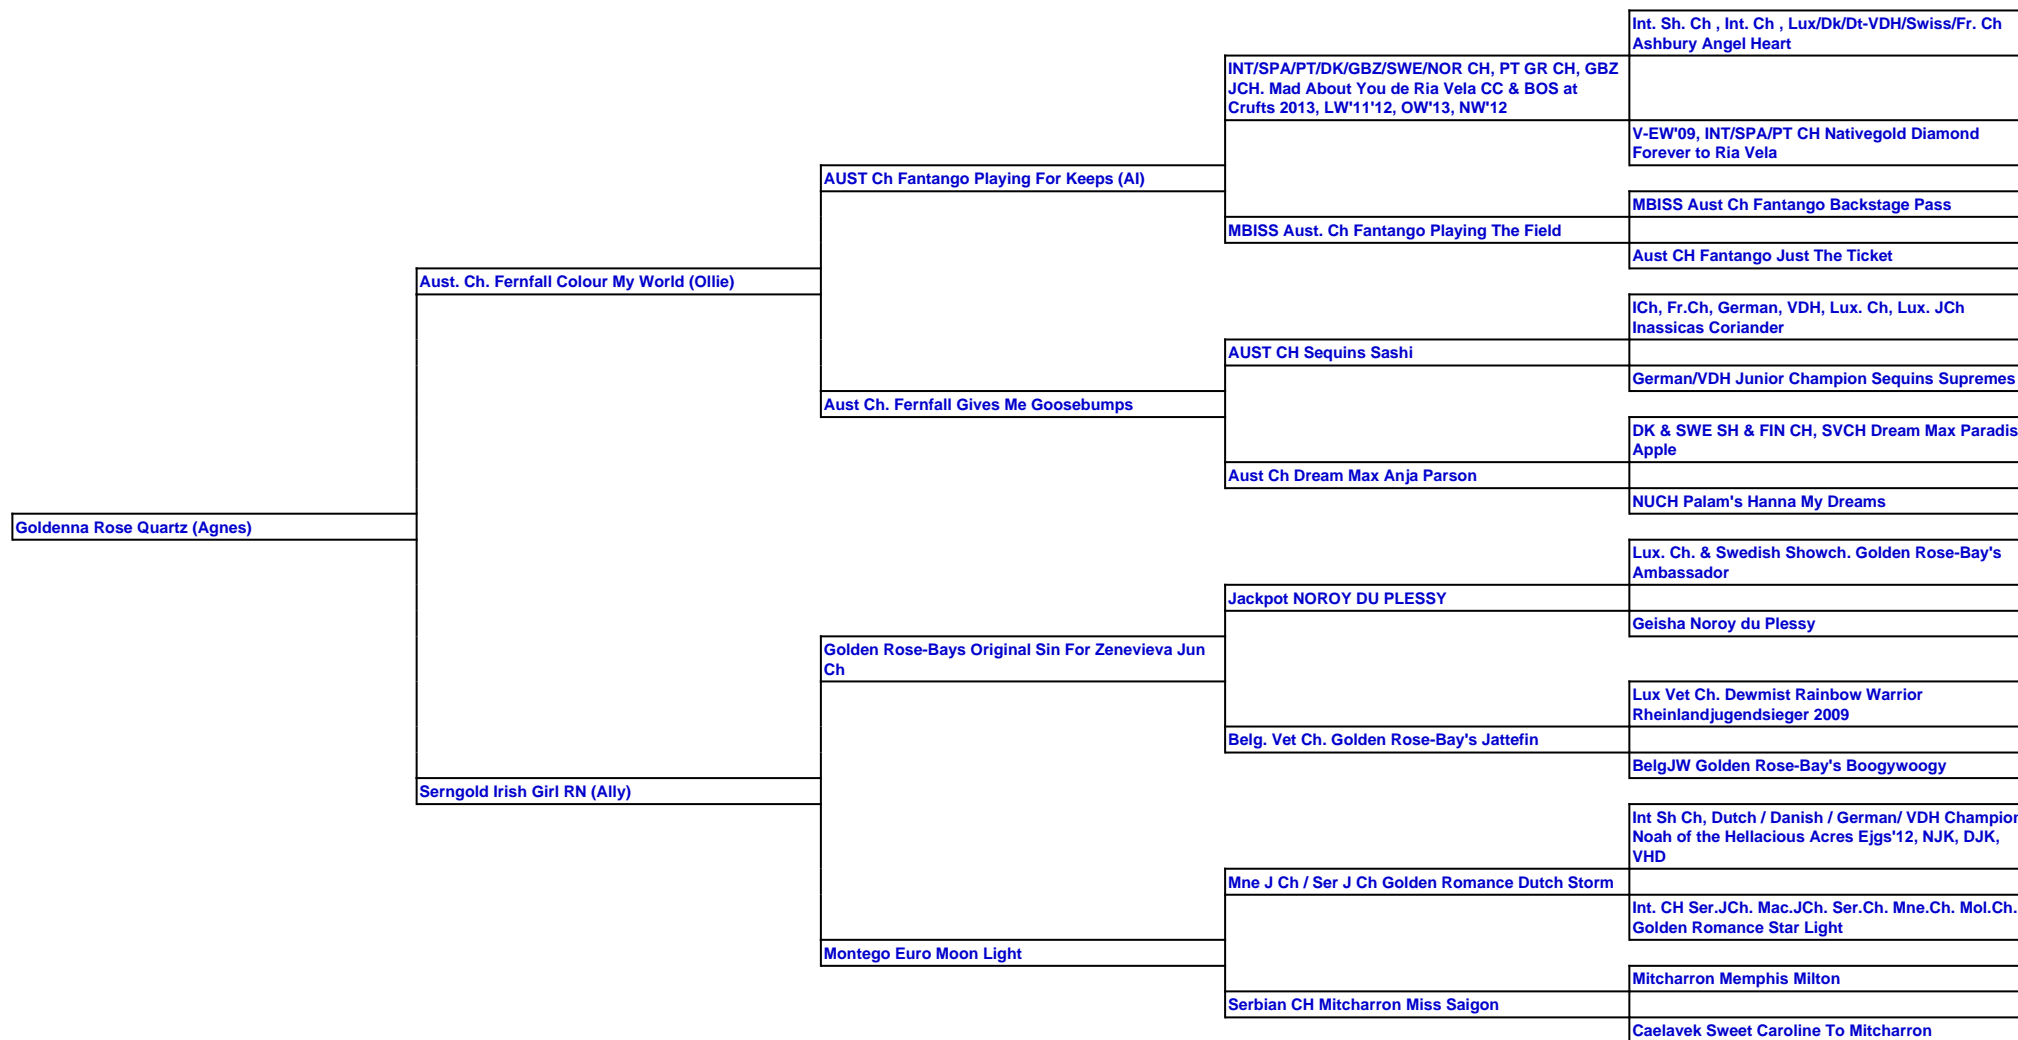 Int. Sh. Ch , Int. Ch , Lux/Dk/Dt-VDH/Swiss/Fr. Ch
Ashbury Angel Heart
INT/SPA/PT/DK/GBZ/SWE/NOR CH, PT GR CH, GBZ
JCH. Mad About You de Ria Vela CC & BOS at
Crufts 2013, LW'11'12, OW'13, NW'12
V-EW'09, INT/SPA/PT CH Nativegold Diamond
Forever to Ria Vela
AUST Ch Fantango Playing For Keeps (AI)
MBISS Aust Ch Fantango Backstage Pass
MBISS Aust. Ch Fantango Playing The Field
Aust CH Fantango Just The Ticket
Aust. Ch. Fernfall Colour My World (Ollie)
ICh, Fr.Ch, German, VDH, Lux. Ch, Lux. JCh
Inassicas Coriander
AUST CH Sequins Sashi
German/VDH Junior Champion Sequins Supremes
Aust Ch. Fernfall Gives Me Goosebumps
DK & SWE SH & FIN CH, SVCH Dream Max Paradis
Apple
Aust Ch Dream Max Anja Parson
NUCH Palam's Hanna My Dreams
Goldenna Rose Quartz (Agnes)
Lux. Ch. & Swedish Showch. Golden Rose-Bay's
Ambassador
Jackpot NOROY DU PLESSY
Geisha Noroy du Plessy
Golden Rose-Bays Original Sin For Zenevieva Jun
Ch
Lux Vet Ch. Dewmist Rainbow Warrior
Rheinlandjugendsieger 2009
Belg. Vet Ch. Golden Rose-Bay's Jattefin
BelgJW Golden Rose-Bay's Boogywoogy
Serngold Irish Girl RN (Ally)
Int Sh Ch, Dutch / Danish / German/ VDH Champion
Noah of the Hellacious Acres Ejgs'12, NJK, DJK,
VHD
Mne J Ch / Ser J Ch Golden Romance Dutch Storm
Int. CH Ser.JCh. Mac.JCh. Ser.Ch. Mne.Ch. Mol.Ch.
Golden Romance Star Light
Montego Euro Moon Light
Mitcharron Memphis Milton
Serbian CH Mitcharron Miss Saigon
Caelavek Sweet Caroline To Mitcharron